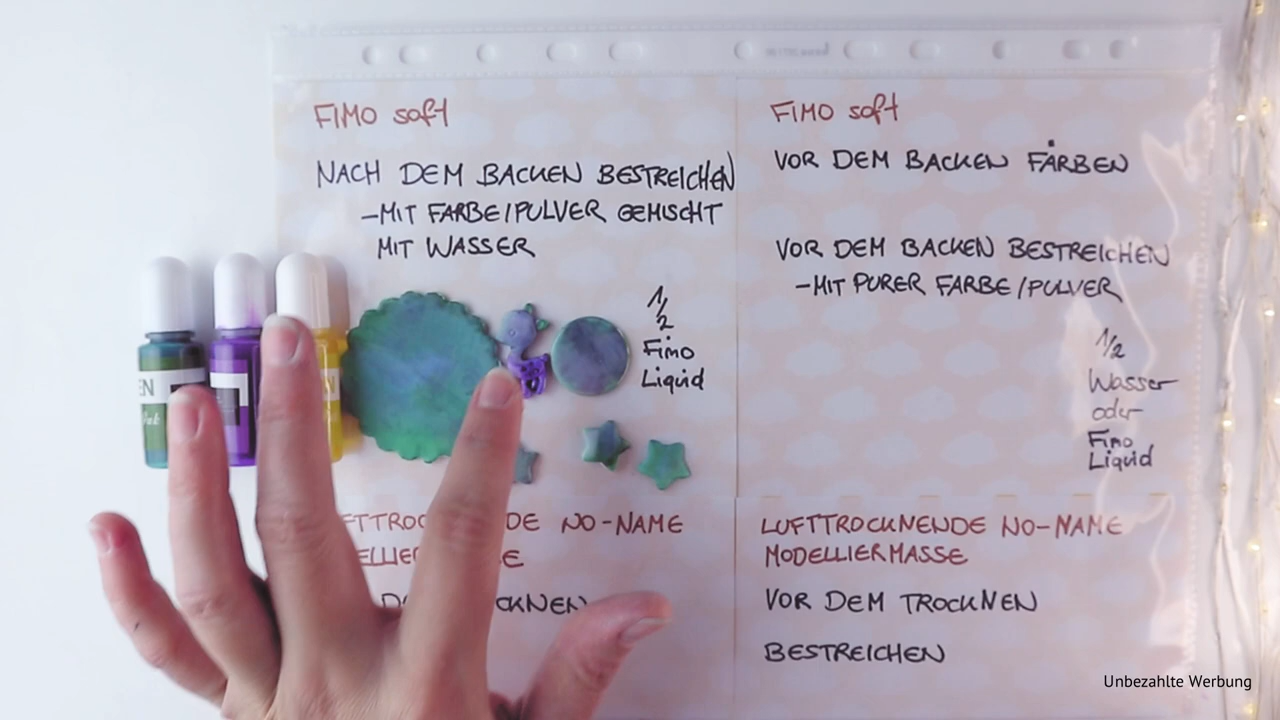 FIMO soft
NACH DEM BACKEN BESTREICHEN
-MIT FARBE/PULVER GEMISCHT
MIT WASSER
1/2
Fimo
Liquid
FIMO soft
VOR DEM BACKEN FÄRBEN
VOR DEM BACKEN BESTREICHEN
-MIT PURER FARBE/PULVER
1/2
Wasser
oder
Fimo
Liquid
NO-NAME
LUFTTROCKNENDE NO-NAME
MODELLIERMASSE
VOR DEM TROCKNEN
BESTREICHEN
Unbezahlte Werbung